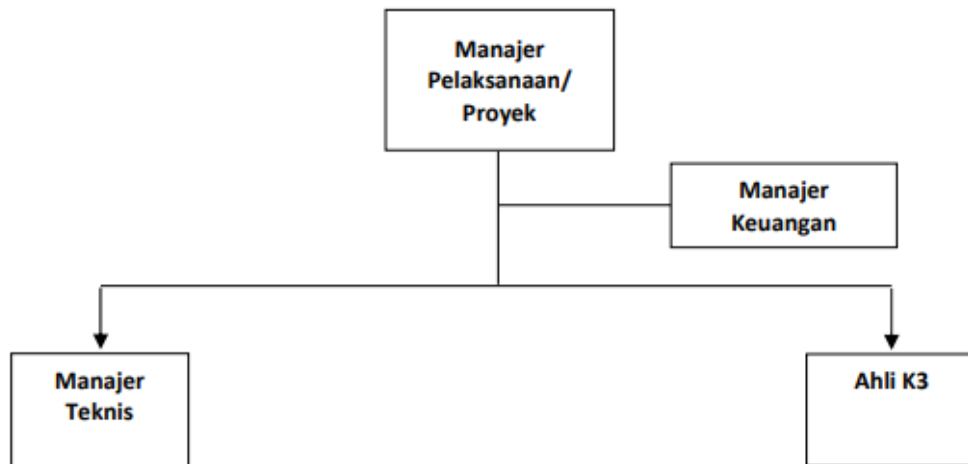 Manajer
Pelaksanaan/
Proyek
Manajer
Keuangan
Manajer
Teknis
Ahli K3